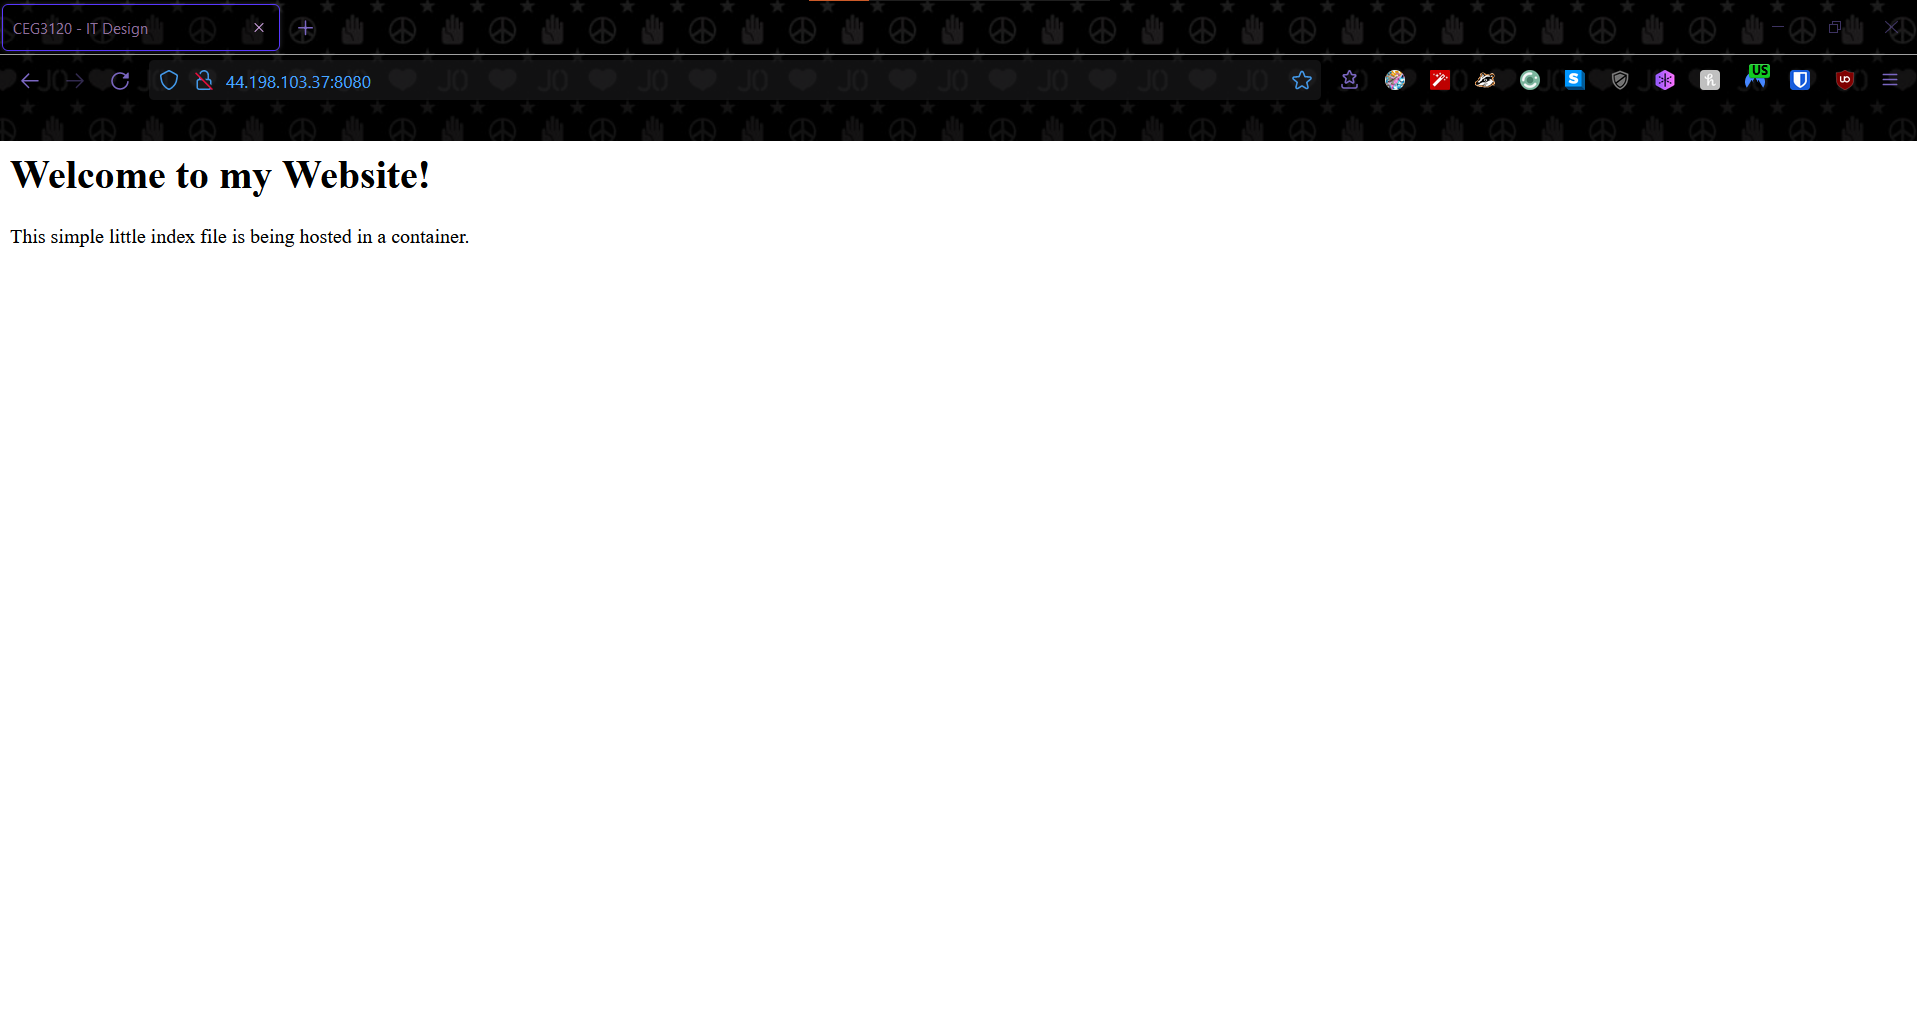 CEG3120 - IT Design
44.198.103.37:8080
US
Welcome to my Website!
This simple little index file is being hosted in a container.